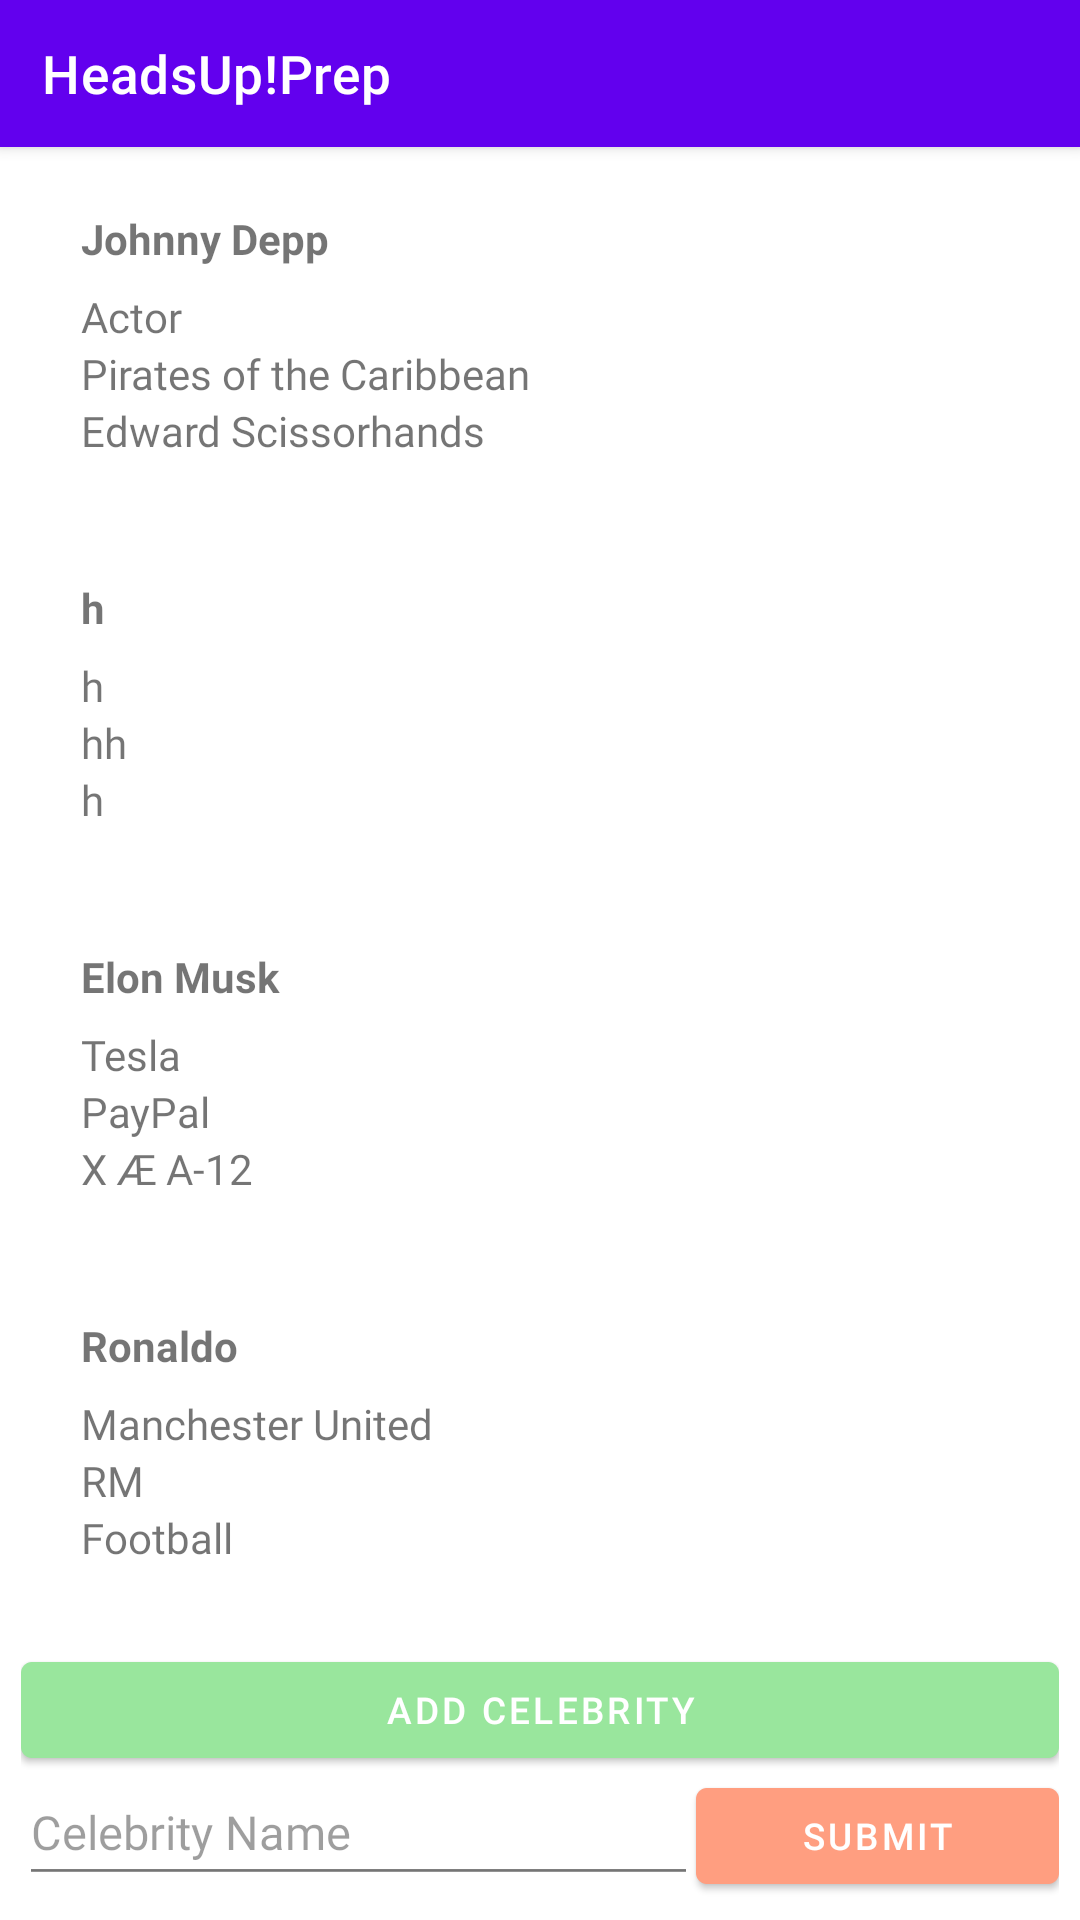 HeadsUp!Prep
Johnny Depp
Actor
Pirates of the Caribbean
Edward Scissorhands
h
h
hh
h
Elon Musk
Tesla
PayPal
X Æ A-12
Ronaldo
Manchester United
RM
Football
ADD CELEBRITY
Celebrity Name
SUBMIT